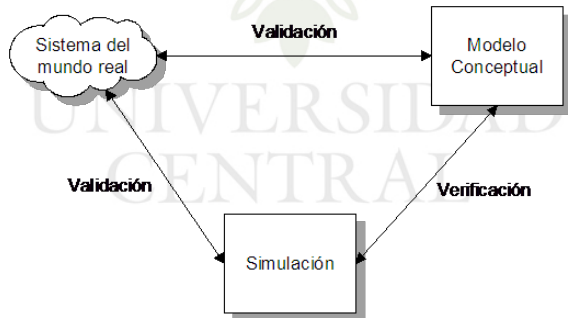 Sistema del
mundo real
Validación
Modelo
Conceptual
UNIVERSIDAD
CENTRAL
Validación
Verificación
Simulación